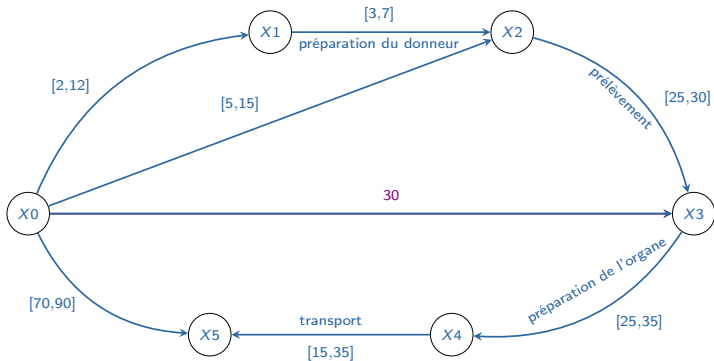 [3,7]
X1
X2
préparation du donneur
[2,12]
[5,15]
prélèvement
[25,30]
30
X0
X3
préparation de l'organe
[70,90]
transport
X5
X4
[25,35]
[15,35]